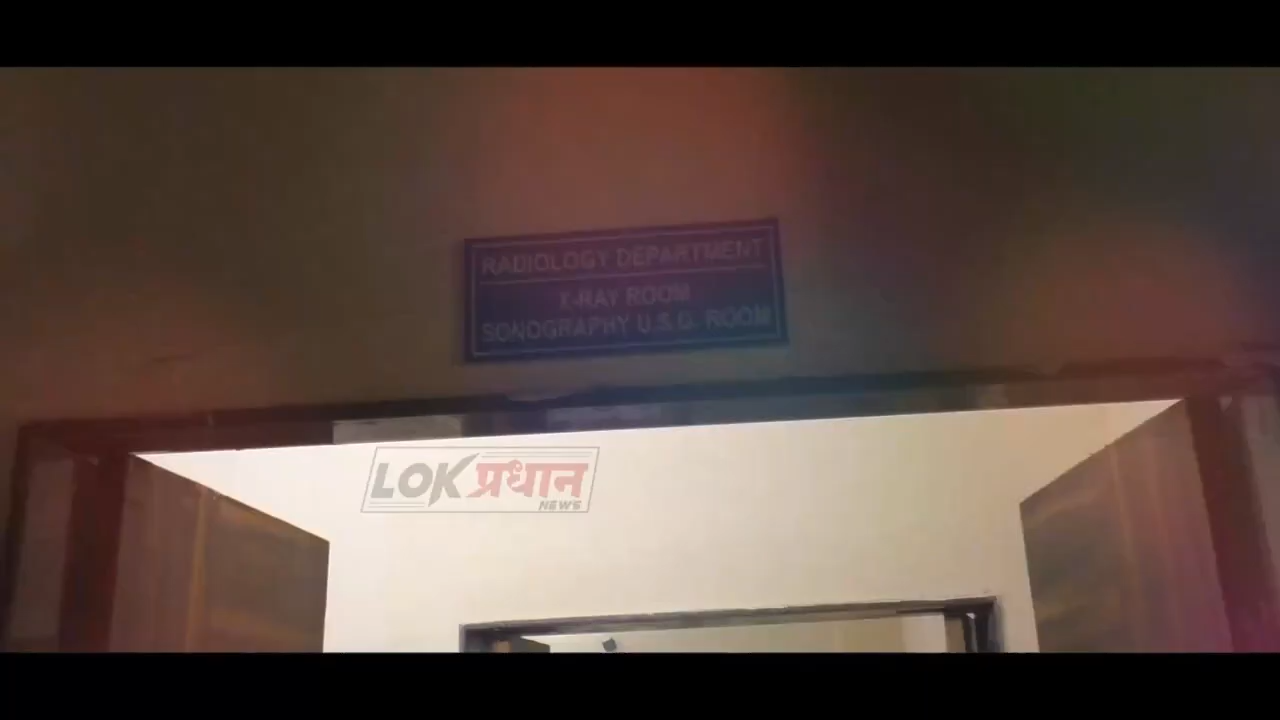 RADIOLOGY DEPARTMENT
X-RAY ROOM
SONOGRAPHY U.S.G. ROOM
LOK प्रधान
NEWS